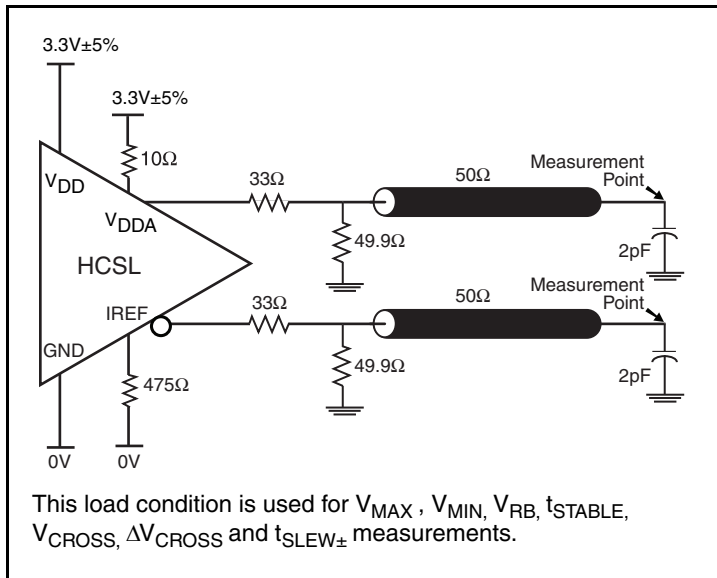 3.3V±5%
3.3V±5%
10Ω
VDD
VDDA
HCSL
IREF
GND
475Ω
0V
0V
33Ω
49.9Ω
50Ω
Measurement
Point
2pF
33Ω
49.9Ω
50Ω
Measurement
Point
2pF
This load condition is used for VMAX , VMIN, VRB, tSTABLE,
VCROSS, ΔVCROSS and tSLEW± measurements.